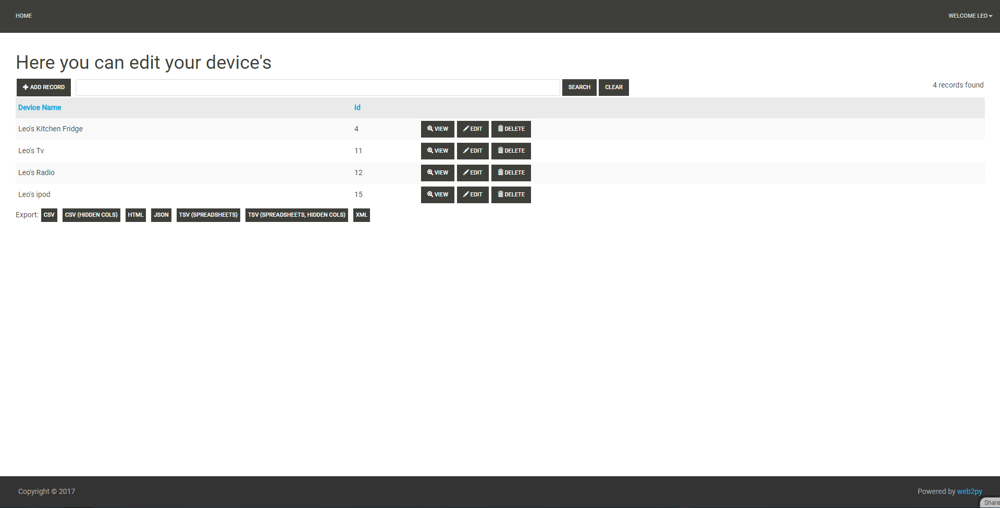 HOME WELCOME LEO
Here you can edit your device's
ADD RECORD SEARCH CLEAR 4 records found
Device Name Id
Leo's Kitchen Fridge 4 VIEW EDIT DELETE
Leo's Tv 11 VIEW EDIT DELETE
Leo's Radio 12 VIEW EDIT DELETE
Leo's ipod 15 VIEW EDIT DELETE
Export: CSV CSV (HIDDEN COLS) HTML JSON TSV (SPREADSHEETS) TSV (SPREADSHEETS, HIDDEN COLS) XML
Copyright © 2017 Powered by web2py
Share